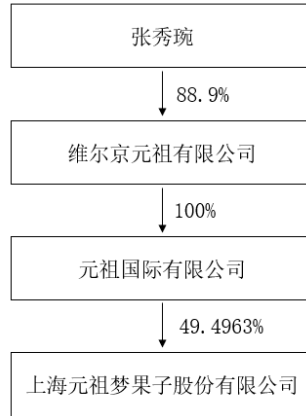 张秀琬
88.9%
维尔京元祖有限公司
100%
元祖国际有限公司
49.4963%
上海元祖梦果子股份有限公司